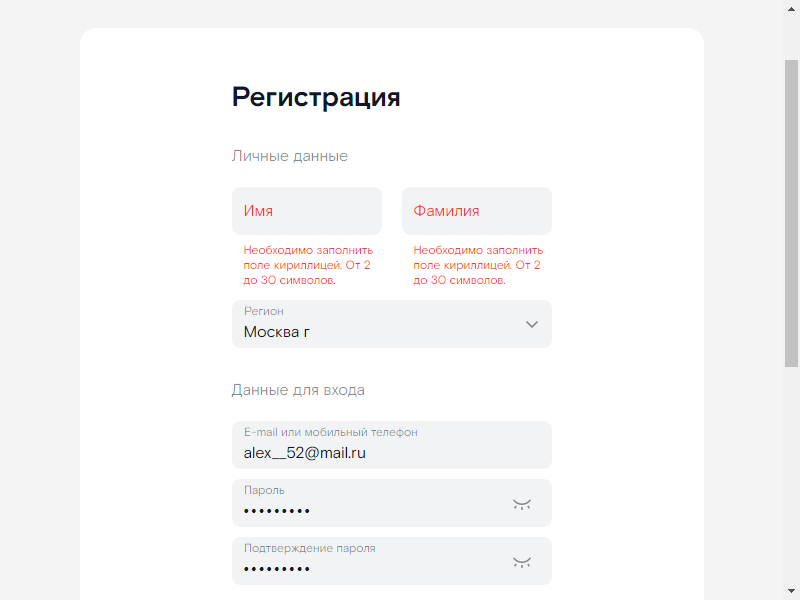 Регистрация
Личные данные
Имя
Фамилия
Необходимо заполнить
поле кириллицей. От 2
до 30 символов.
Необходимо заполнить
поле кириллицей. От 2
до 30 символов.
Регион
Москва г
Данные для входа
E-mail или мобильный телефон
alex__52@mail.ru
Пароль
•••••••••
Подтверждение пароля
•••••••••